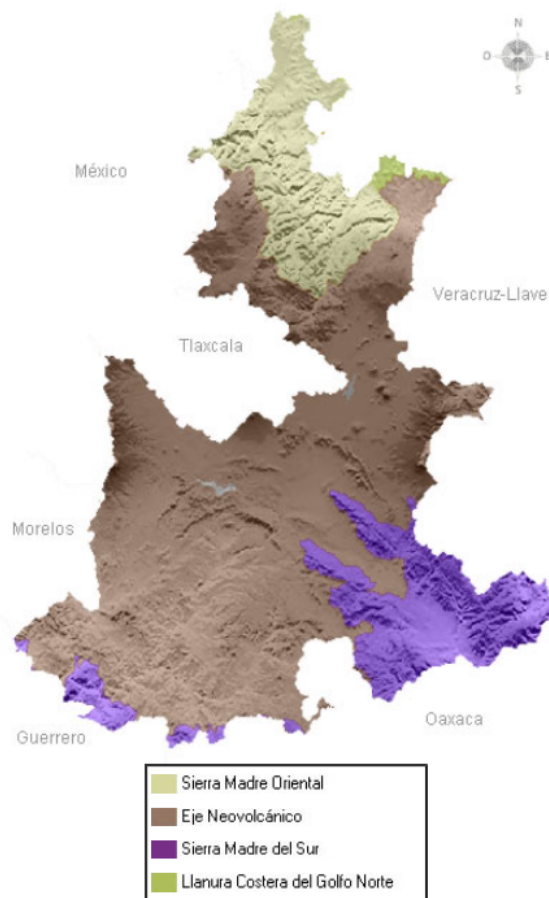 N
O E
S
México
Veracruz-Llave
Tlaxcala
Morelos
Oaxaca
Guerrero
Sierra Madre Oriental
Eje Neovolcánico
Sierra Madre del Sur
Llanura Costera del Golfo Norte